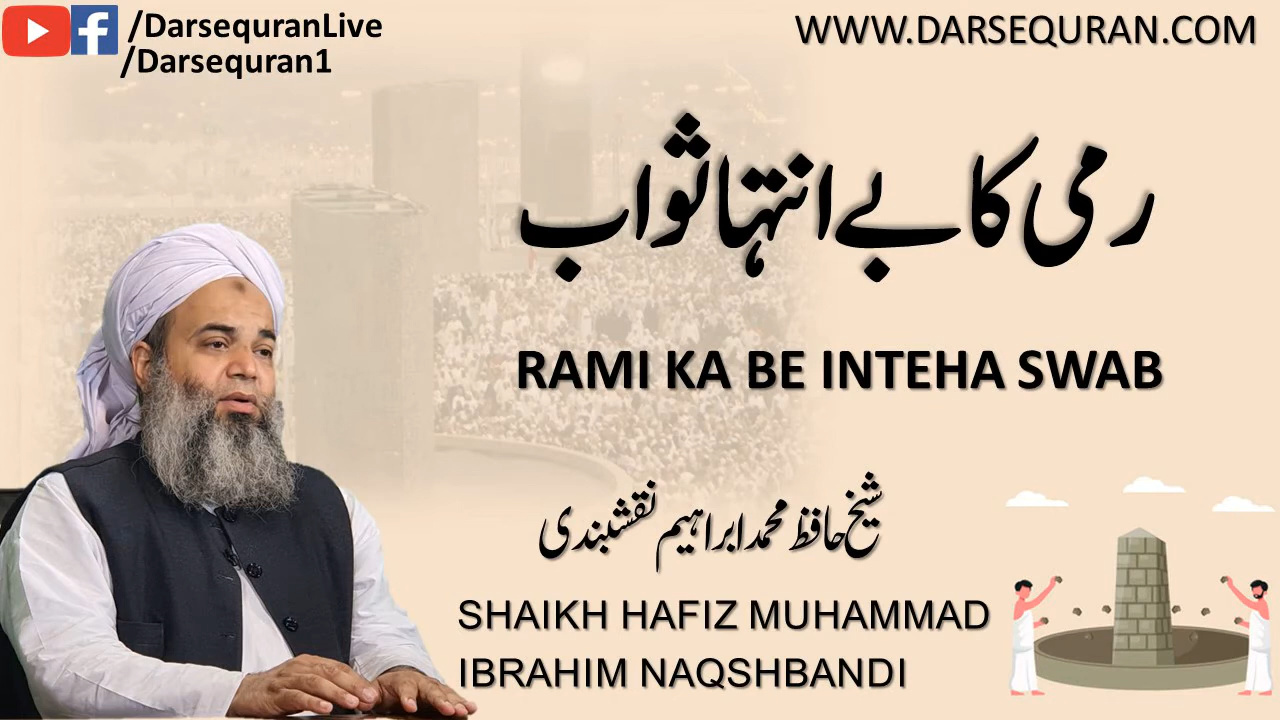 /DarsequranLive
/Darsequran1
WWW.DARSEQURAN.COM
رمی کا بے انتہا ثواب
RAMI KA BE INTEHA SWAB
شیخ حافظ محمد ابراہیم نقشبندی
SHAIKH HAFIZ MUHAMMAD
IBRAHIM NAQSHBANDI